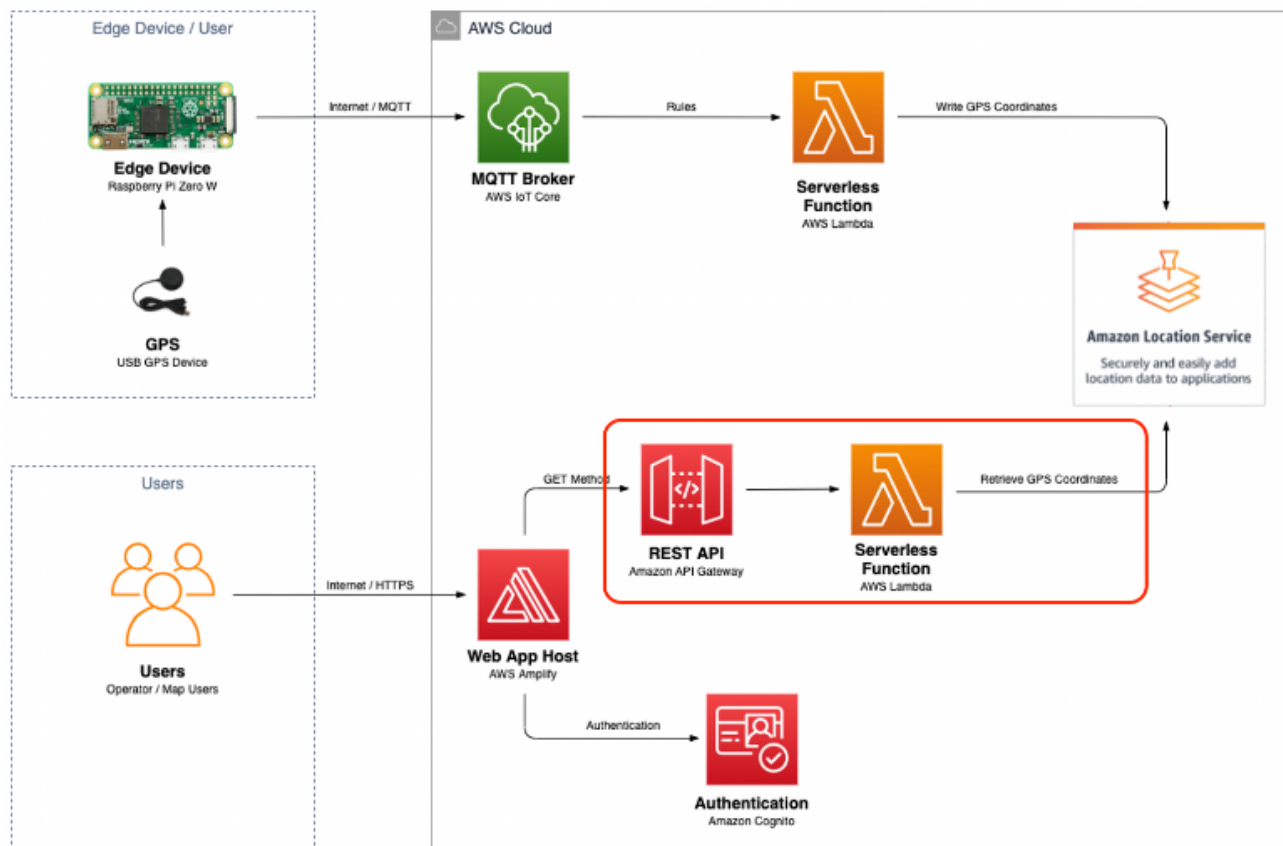 Edge Device / User
AWS Cloud
Internet / MQTT
Rules
Write GPS Coordinates
Edge Device
Raspberry Pi Zero W
MQTT Broker
AWS IoT Core
Serverless
Function
AWS Lambda
GPS
USB GPS Device
Amazon Location Service
Securely and easily add
location data to applications
Users
GET Method
Retrieve GPS Coordinates
REST API
Amazon API Gateway
Serverless
Function
AWS Lambda
Internet / HTTPS
Users
Operator / Map Users
Web App Host
AWS Amplify
Authentication
Authentication
Amazon Cognito